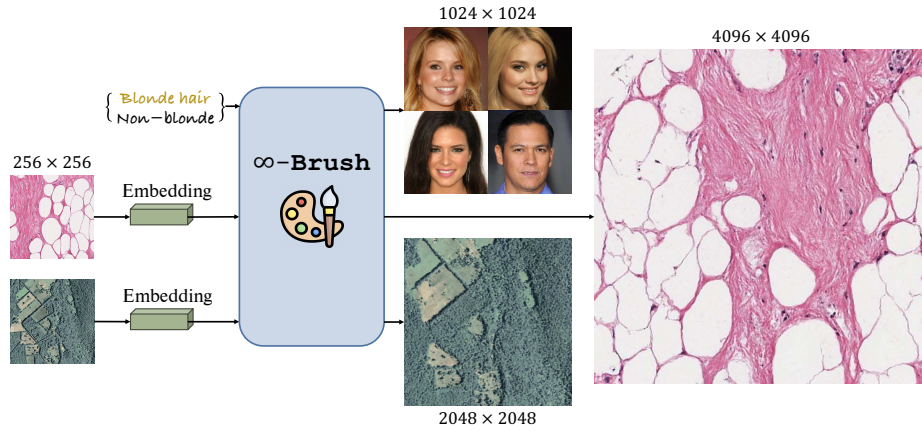 1024 × 1024
4096 × 4096
Blonde hair
Non−blonde
∞-Brush
256 × 256
Embedding
Embedding
2048 × 2048